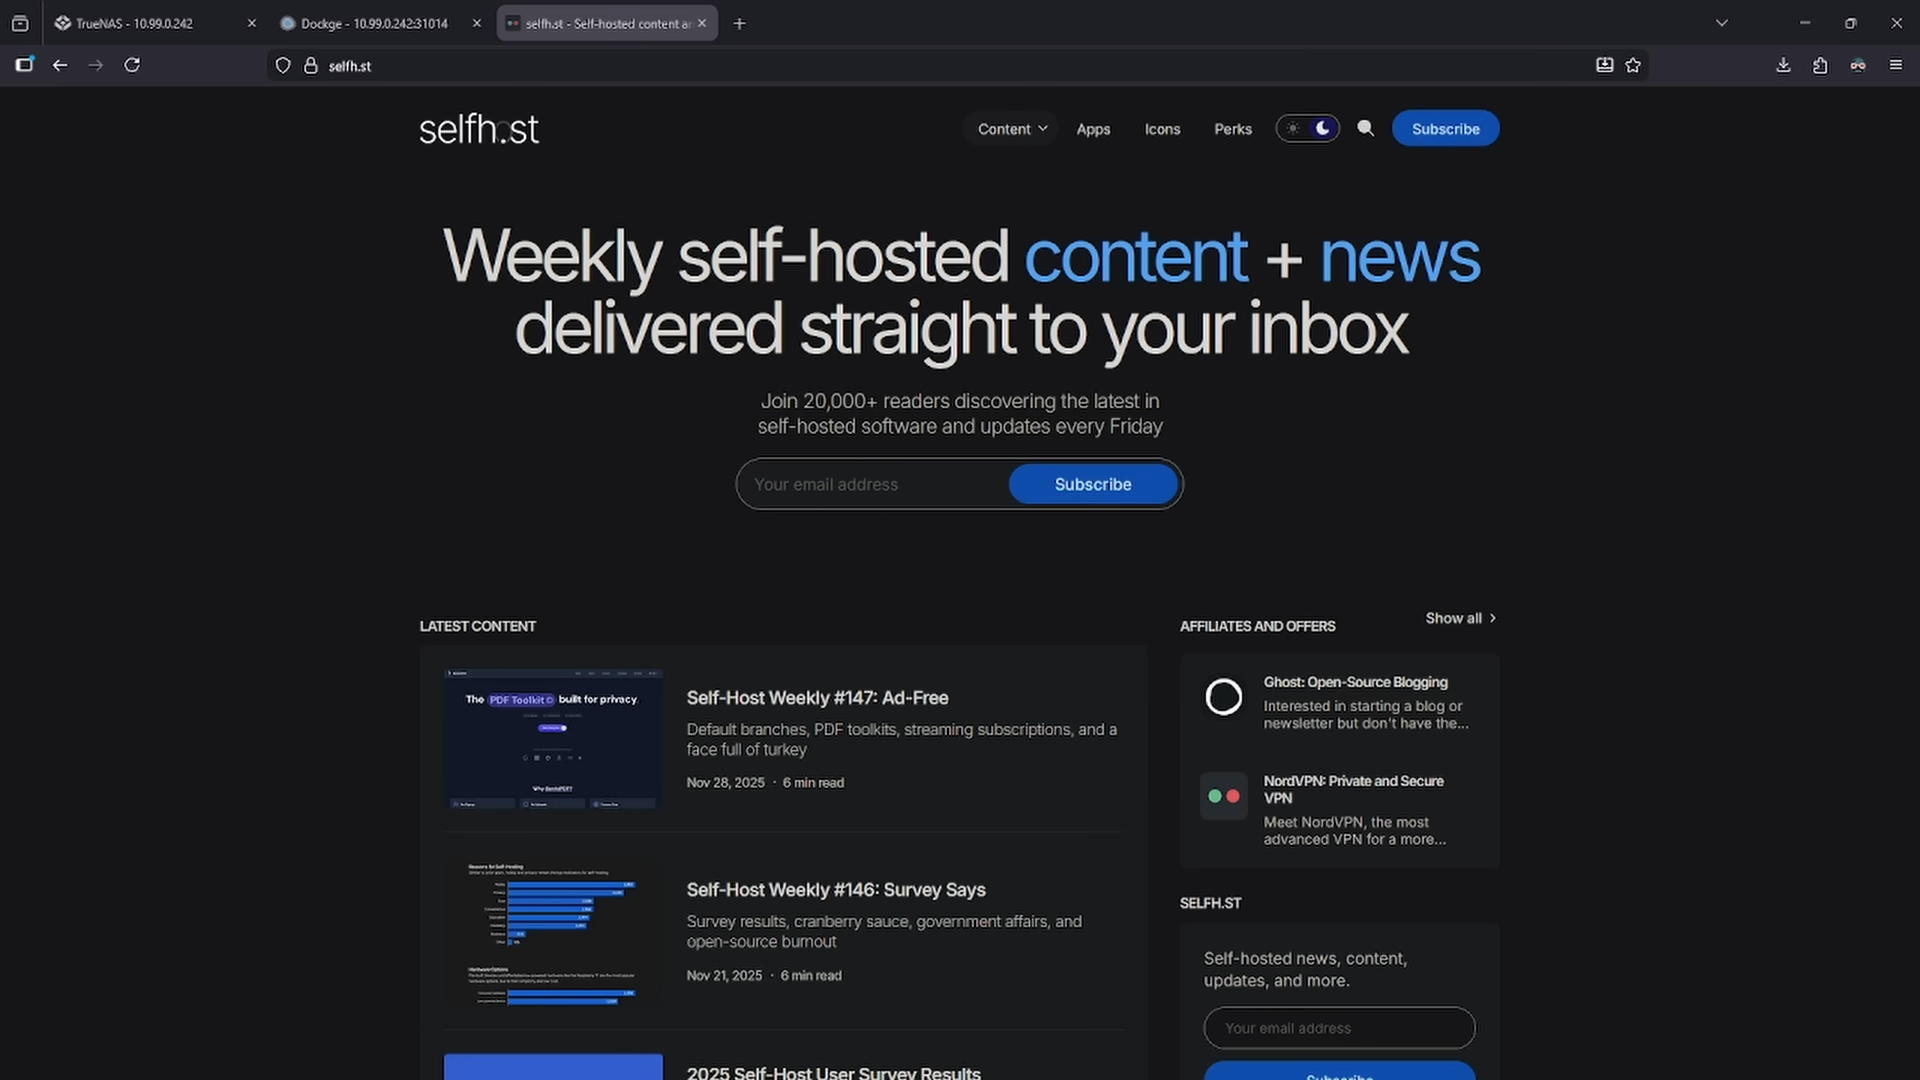 TrueNAS - 10.99.0.242
Dockge - 10.99.0.242:31014
selfh.st - Self-hosted content a
selfh.st
selfh.st
Content
Apps
Icons
Perks
Subscribe
Weekly self-hosted content + news
delivered straight to your inbox
Join 20,000+ readers discovering the latest in
self-hosted software and updates every Friday
Your email address
Subscribe
LATEST CONTENT
The PDF Toolkit built for privacy
Self-Host Weekly #147: Ad-Free
Default branches, PDF toolkits, streaming subscriptions, and a
face full of turkey
Nov 28, 2025 · 6 min read
Reasons for Self-Hosting
Hardware Options
Self-Host Weekly #146: Survey Says
Survey results, cranberry sauce, government affairs, and
open-source burnout
Nov 21, 2025 · 6 min read
2025 Self-Host User Survey Results
AFFILIATES AND OFFERS
Show all
Ghost: Open-Source Blogging
Interested in starting a blog or
newsletter but don't have the...
NordVPN: Private and Secure
VPN
Meet NordVPN, the most
advanced VPN for a more...
SELFH.ST
Self-hosted news, content,
updates, and more.
Your email address
Subscribe